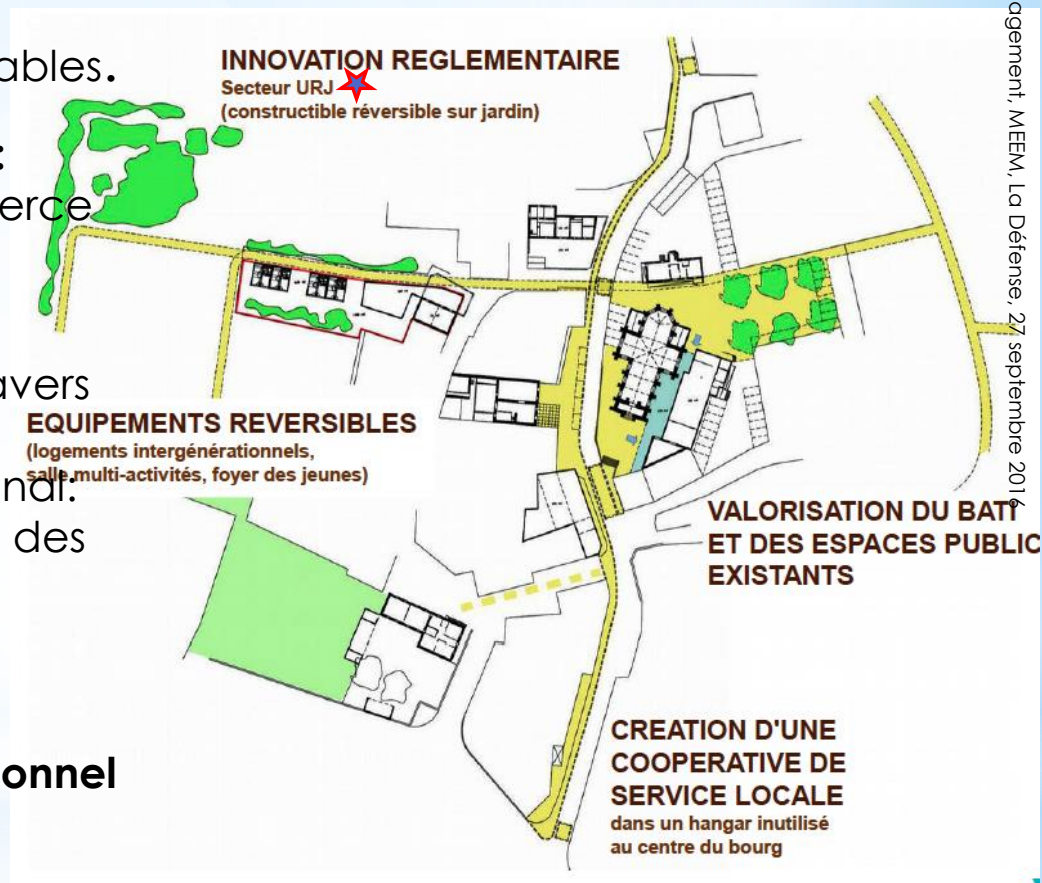 ables.
:
erce
avers
nal:
des
onnel
INNOVATION REGLEMENTAIRE
Secteur URJ
(constructible réversible sur jardin)
EQUIPEMENTS REVERSIBLES
(logements intergénérationnels,
salle multi-activités, foyer des jeunes)
VALORISATION DU BATI
ET DES ESPACES PUBLIC
EXISTANTS
CREATION D'UNE
COOPERATIVE DE
SERVICE LOCALE
dans un hangar inutilisé
au centre du bourg
agement, MEEM, La Défense, 27 septembre 2016